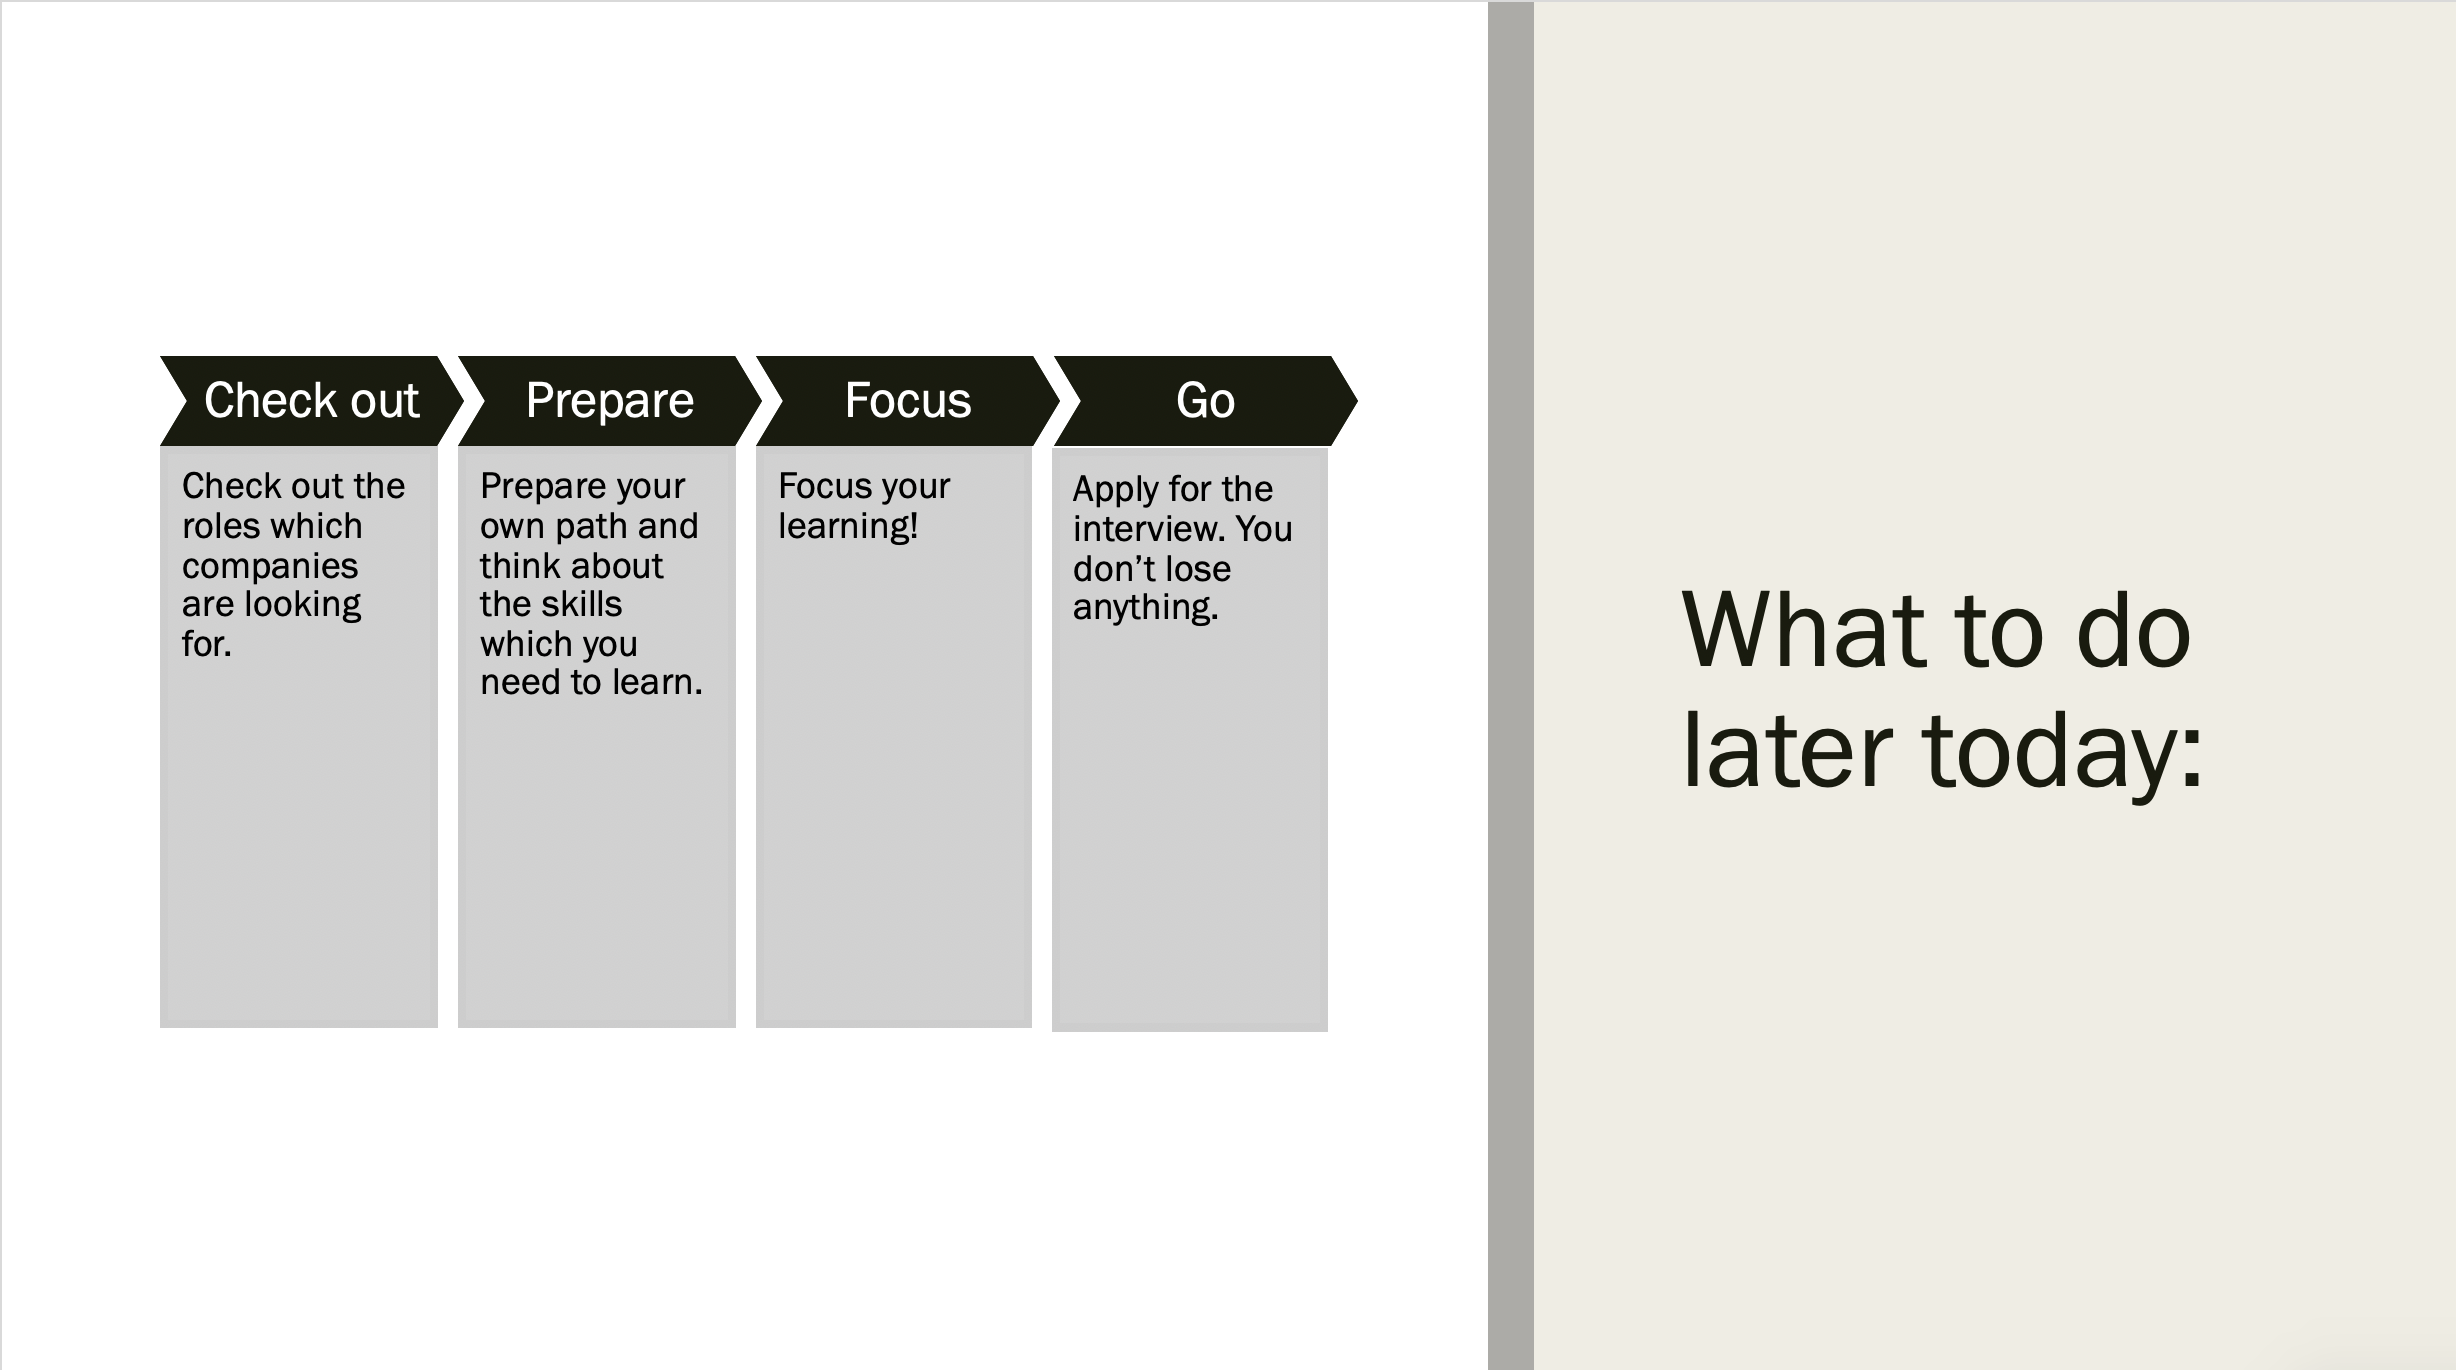 Check out
Check out the
roles which
companies
are looking
for.
Prepare
Prepare your
own path and
think about
the skills
which you
need to learn.
Focus
Focus your
learning!
Go
Apply for the
interview. You
don’t lose
anything.
What to do
later today: